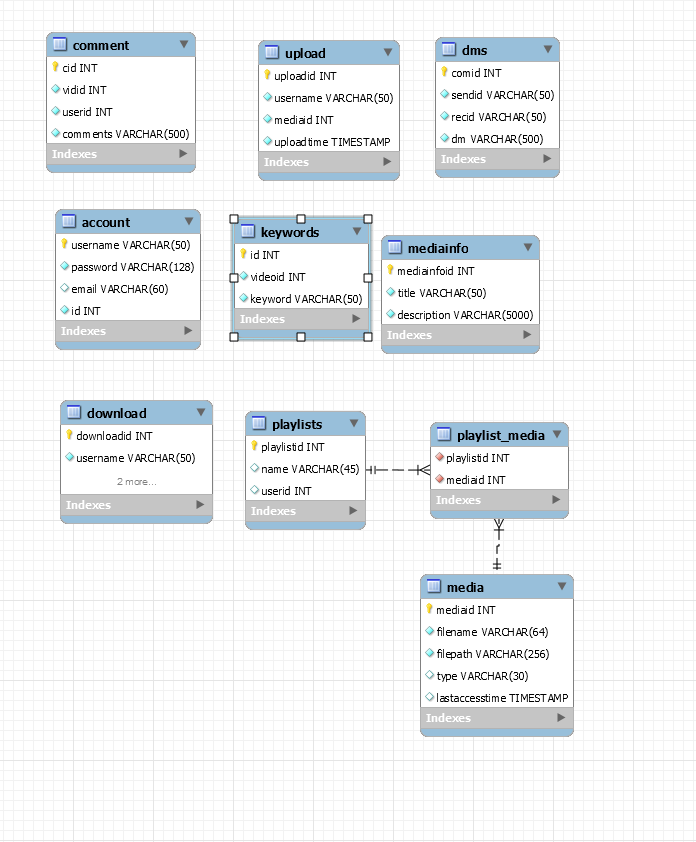 comment
cid INT
vidid INT
userid INT
comments VARCHAR(500)
Indexes
upload
uploadid INT
username VARCHAR(50)
mediaid INT
uploadtime TIMESTAMP
Indexes
dms
comid INT
sendid VARCHAR(50)
recid VARCHAR(50)
dm VARCHAR(500)
Indexes
account
username VARCHAR(50)
password VARCHAR(128)
email VARCHAR(60)
id INT
Indexes
keywords
id INT
videoid INT
keyword VARCHAR(50)
Indexes
mediainfo
mediainfoid INT
title VARCHAR(50)
description VARCHAR(5000)
Indexes
download
downloadid INT
username VARCHAR(50)
2 more...
Indexes
playlists
playlistid INT
name VARCHAR(45)
userid INT
Indexes
playlist_media
playlistid INT
mediaid INT
Indexes
media
mediaid INT
filename VARCHAR(64)
filepath VARCHAR(256)
type VARCHAR(30)
lastaccesstime TIMESTAMP
Indexes